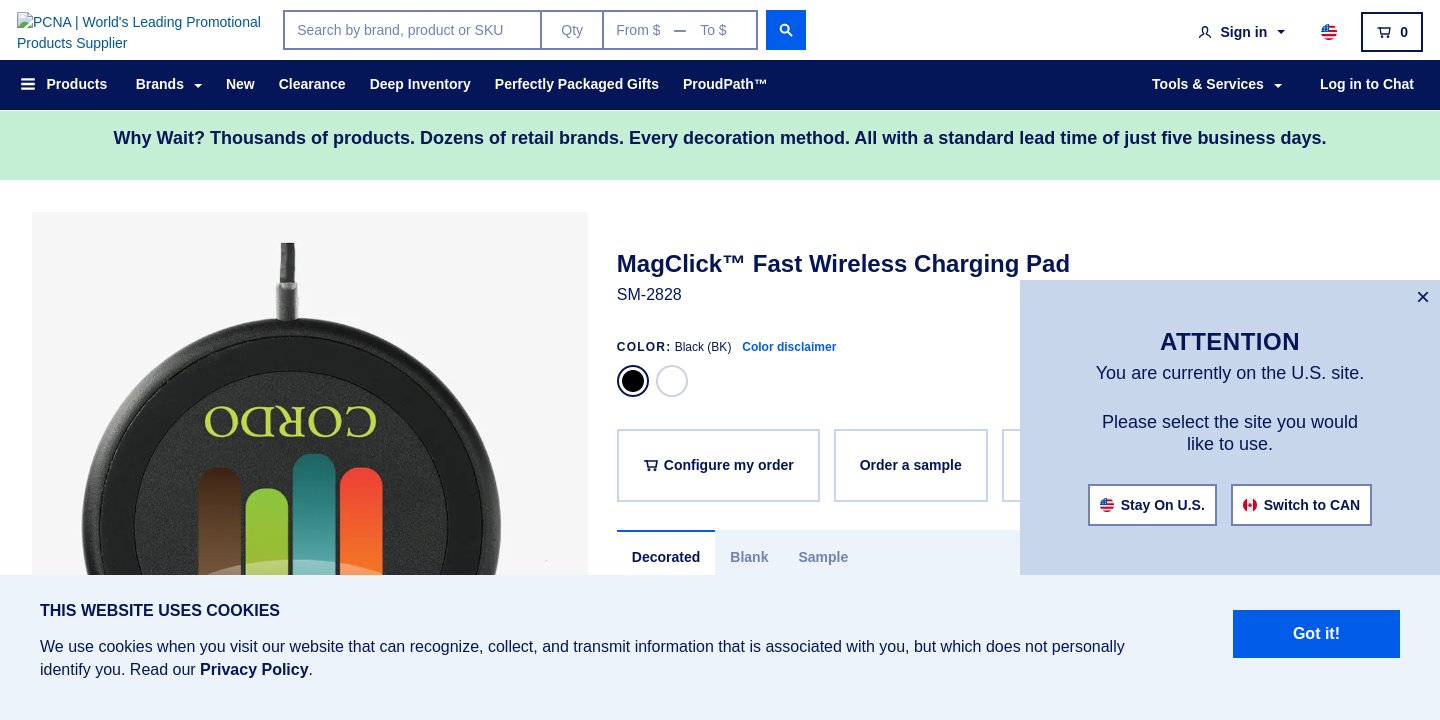 PCNA | World's Leading Promotional
Products Supplier
Search by brand, product or SKU
Qty
From $
To $
Sign in
0
Products
Brands
New
Clearance
Deep Inventory
Perfectly Packaged Gifts
ProudPath™
Tools & Services
Log in to Chat
Why Wait? Thousands of products. Dozens of retail brands. Every decoration method. All with a standard lead time of just five business days.
CORDO
MagClick™ Fast Wireless Charging Pad
SM-2828
COLOR: Black (BK) Color disclaimer
Configure my order
Order a sample
Decorated
Blank
Sample
×
ATTENTION
You are currently on the U.S. site.
Please select the site you would
like to use.
Stay On U.S.
Switch to CAN
THIS WEBSITE USES COOKIES
We use cookies when you visit our website that can recognize, collect, and transmit information that is associated with you, but which does not personally
identify you. Read our Privacy Policy.
Got it!